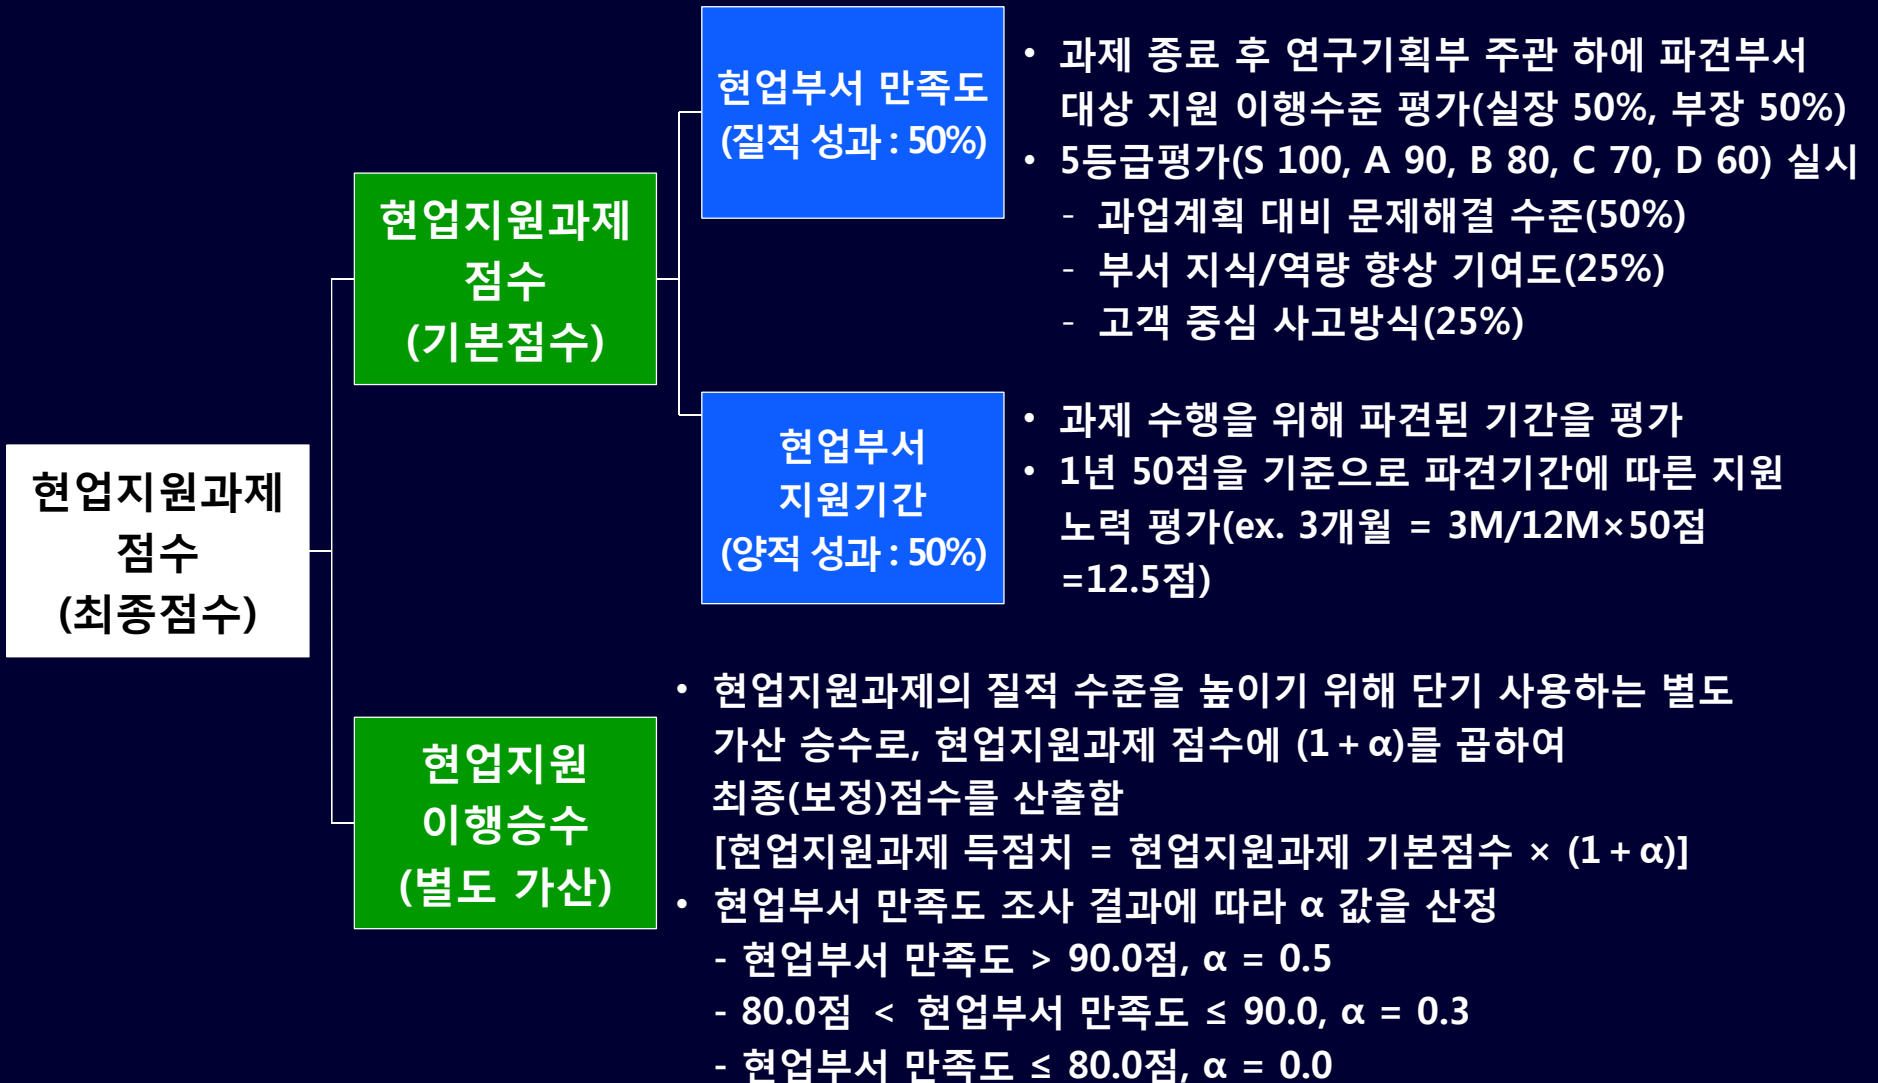 현업지원과제
점수
(최종점수)
현업지원과제
점수
(기본점수)
현업부서 만족도
(질적 성과 : 50%)
• 과제 종료 후 연구기획부 주관 하에 파견부서
대상 지원 이행수준 평가(실장 50%, 부장 50%)
• 5등급평가(S 100, A 90, B 80, C 70, D 60) 실시
- 과업계획 대비 문제해결 수준(50%)
- 부서 지식/역량 향상 기여도(25%)
- 고객 중심 사고방식(25%)
현업부서
지원기간
(양적 성과 : 50%)
• 과제 수행을 위해 파견된 기간을 평가
• 1년 50점을 기준으로 파견기간에 따른 지원
노력 평가(ex. 3개월 = 3M/12M×50점
=12.5점)
현업지원
이행승수
(별도 가산)
• 현업지원과제의 질적 수준을 높이기 위해 단기 사용하는 별도
가산 승수로, 현업지원과제 점수에 (1+α)를 곱하여
최종(보정)점수를 산출함
[현업지원과제 득점치 = 현업지원과제 기본점수 × (1+α)]
• 현업부서 만족도 조사 결과에 따라 α 값을 산정
- 현업부서 만족도 > 90.0점, α = 0.5
- 80.0점 < 현업부서 만족도 ≤ 90.0, α = 0.3
- 현업부서 만족도 ≤ 80.0점, α = 0.0